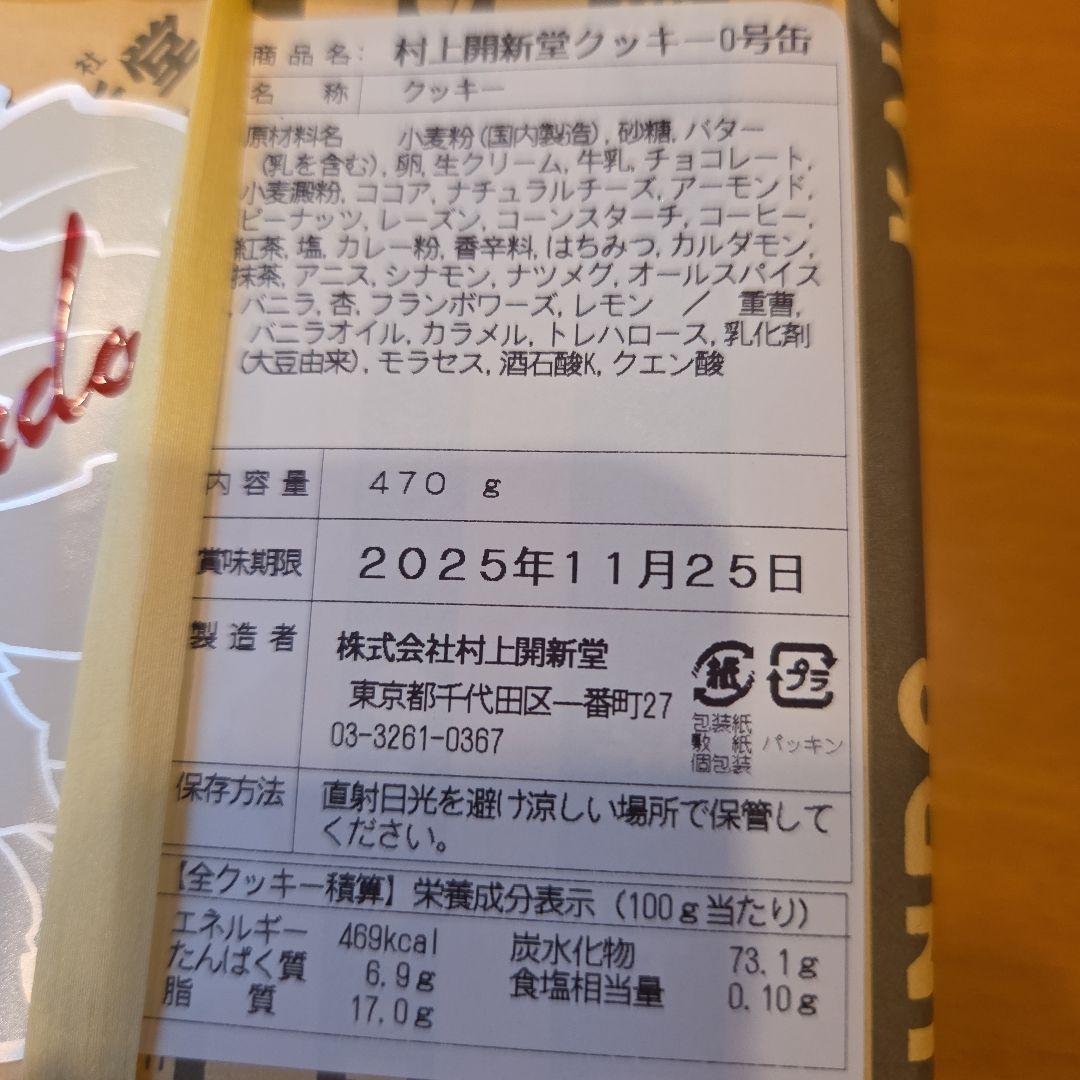 社
堂
do
商品名: 村上開新堂クッキー0号缶
名 称 クッキー
原材料名 小麦粉(国内製造), 砂糖, バター
(乳を含む), 卵, 生クリーム, 牛乳, チョコレート,
小麦澱粉, ココア, ナチュラルチーズ, アーモンド,
ピーナッツ, レーズン, コーンスターチ, コーヒー,
紅茶, 塩, カレー粉, 香辛料, はちみつ, カルダモン,
抹茶, アニス, シナモン, ナツメグ, オールスパイス
, バニラ, 杏, フランボワーズ, レモン / 重曹,
バニラオイル, カラメル, トレハロース, 乳化剤
(大豆由来), モラセス, 酒石酸K, クエン酸
内容量 470 g
賞味期限 2025年11月25日
製造者 株式会社村上開新堂
東京都千代田区一番町27
03-3261-0367
紙 プラ
包装紙
敷 紙 パッキン
個包装
保存方法 直射日光を避け涼しい場所で保管して
ください。
【全クッキー積算】栄養成分表示 (100g当たり)
エネルギー 469kcal 炭水化物 73.1g
たんぱく質 6.9g 食塩相当量 0.10g
脂 質 17.0g